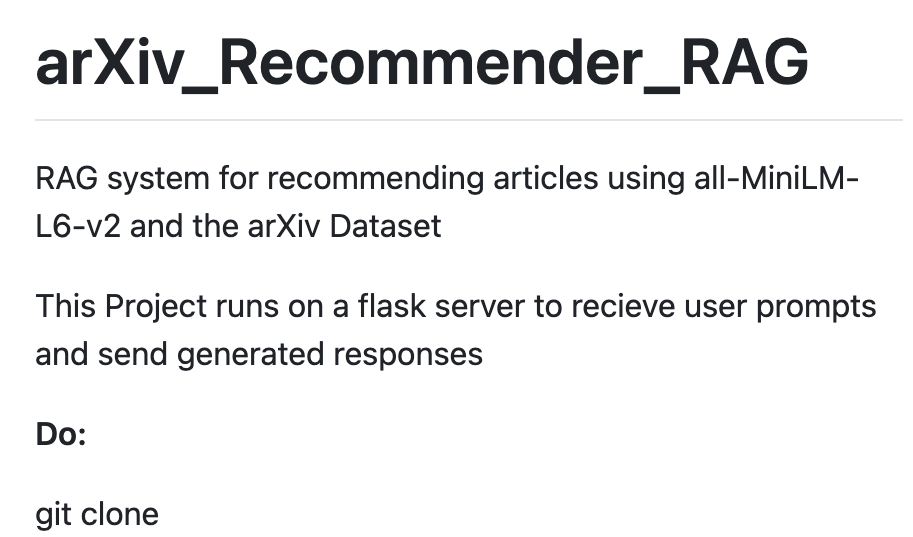 arXiv_Recommender_RAG
RAG system for recommending articles using all-MiniLM-
L6-v2 and the arXiv Dataset
This Project runs on a flask server to recieve user prompts
and send generated responses
Do:
git clone